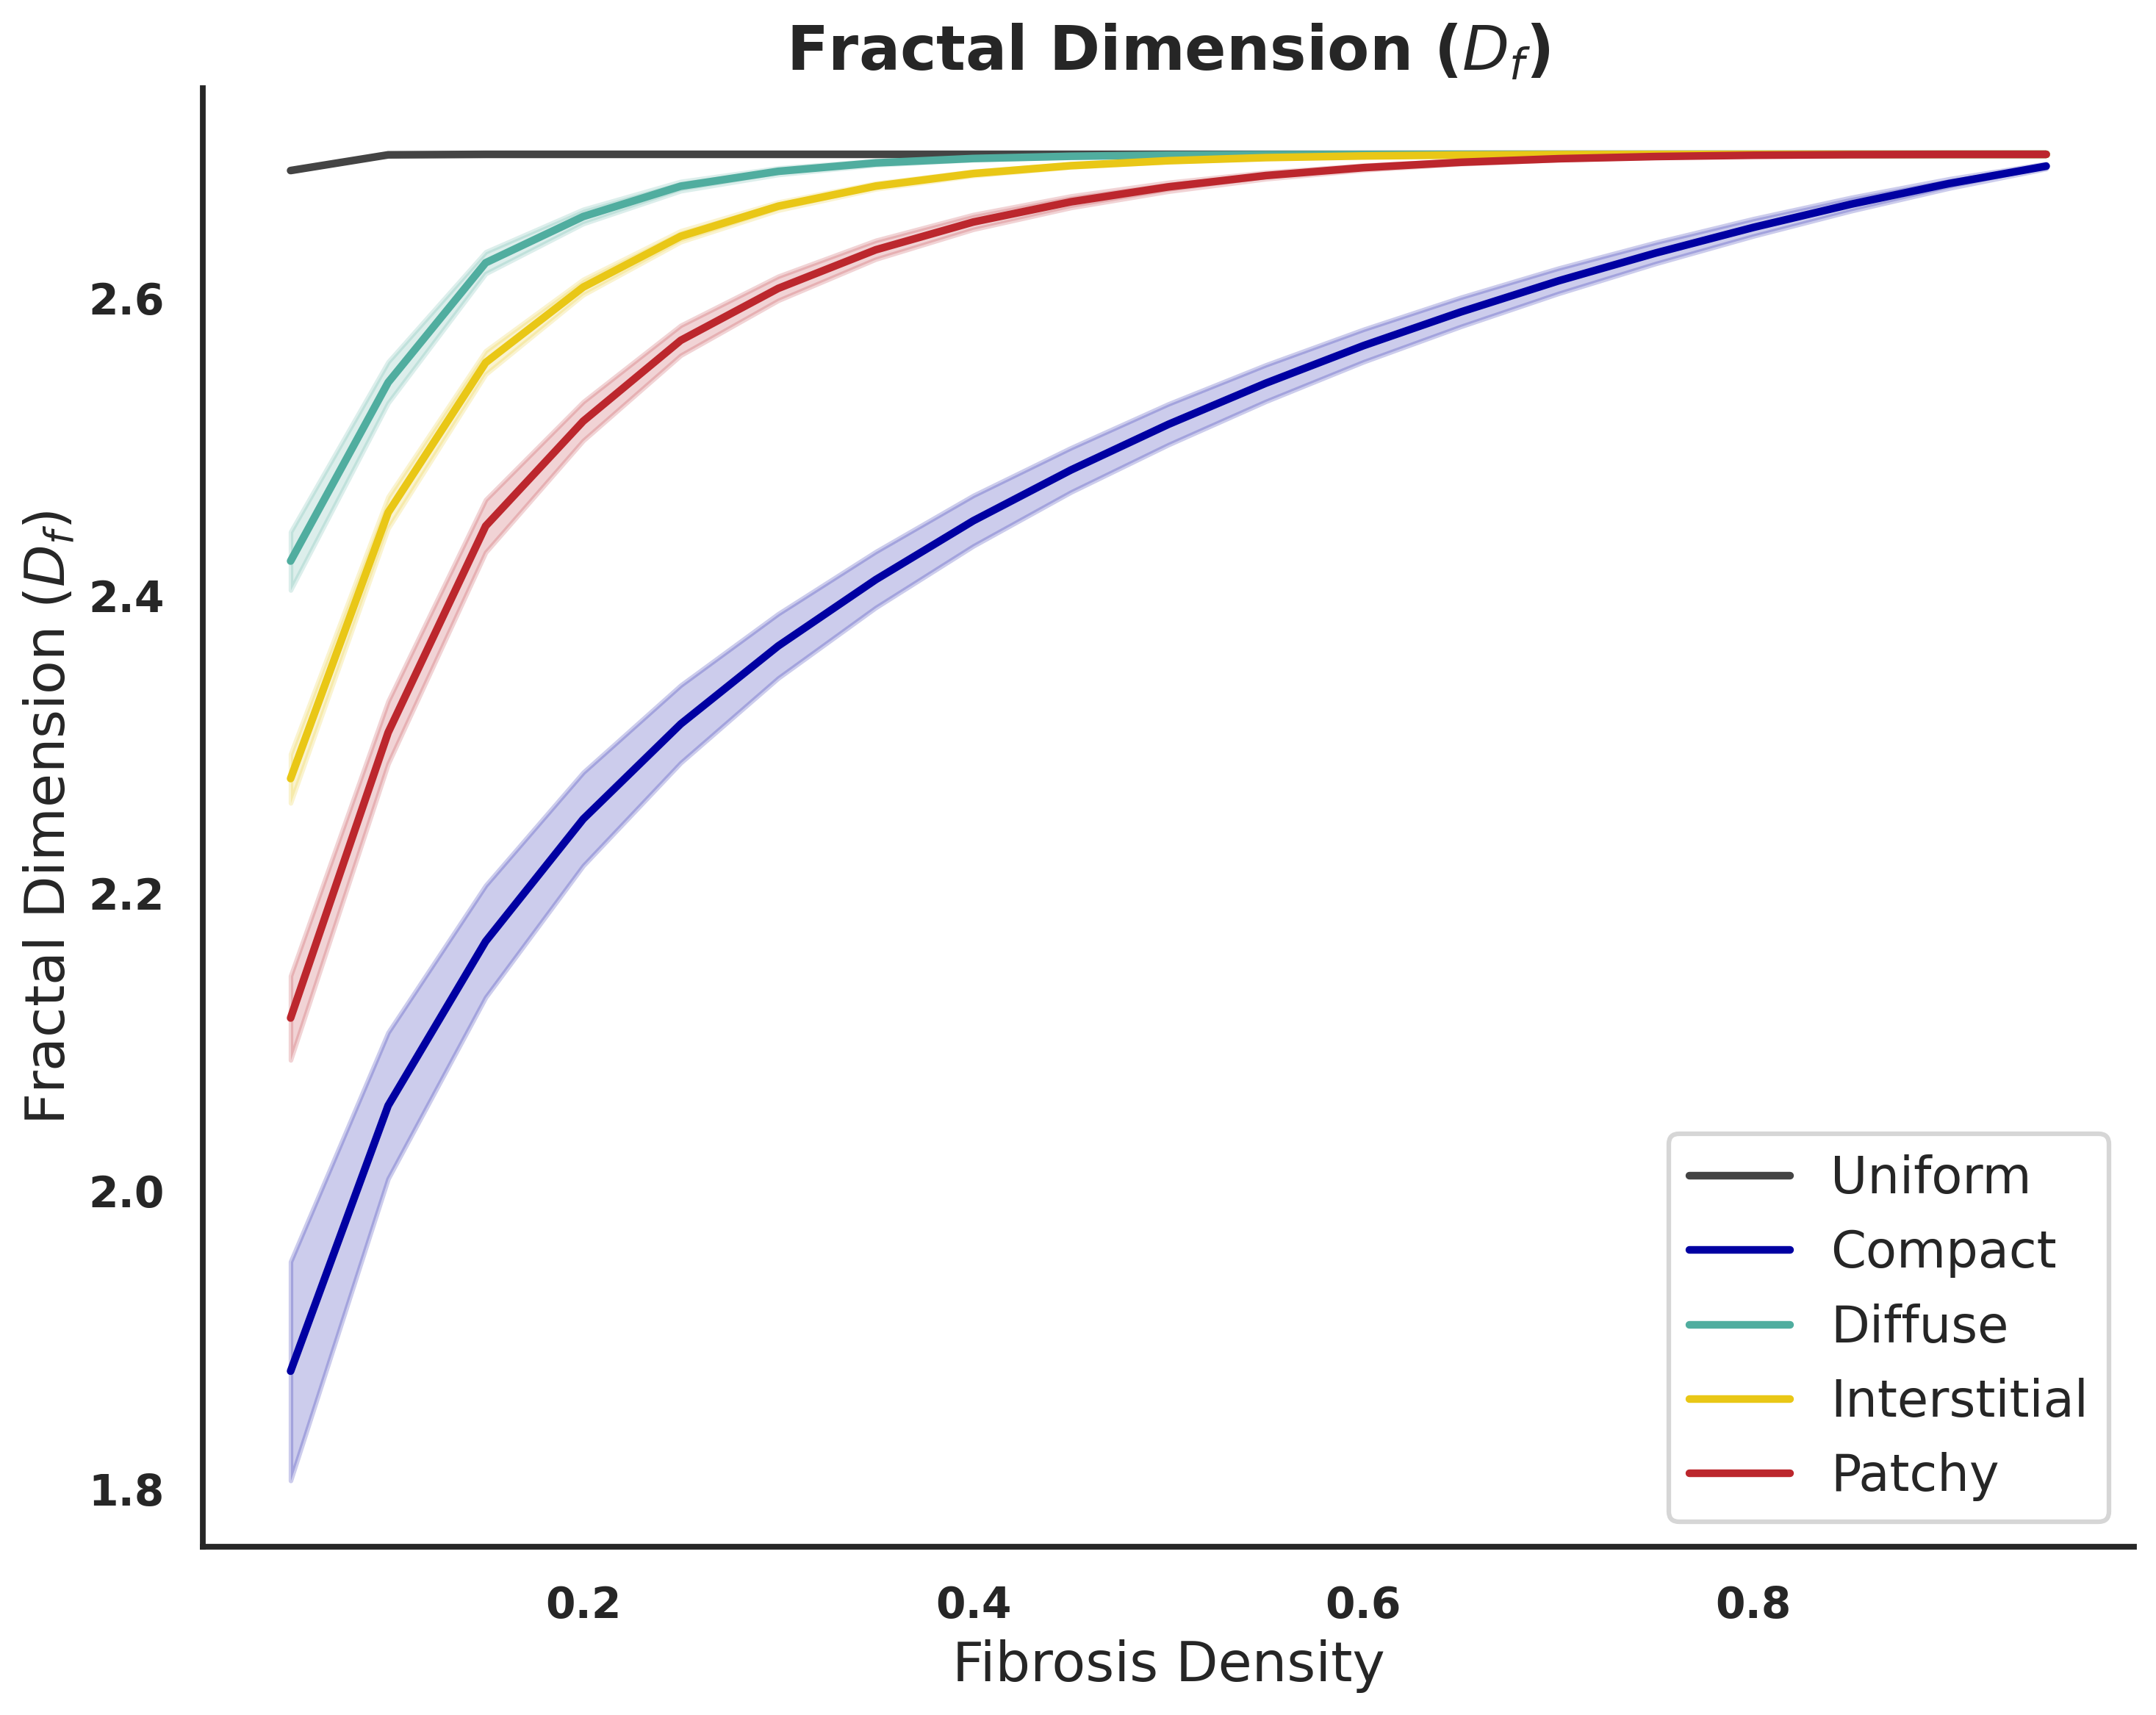 Fractal Dimension (D_f)
Fractal Dimension (D_f)
2.6
2.4
2.2
2.0
1.8
0.2 0.4 0.6 0.8
Fibrosis Density
Uniform
Compact
Diffuse
Interstitial
Patchy